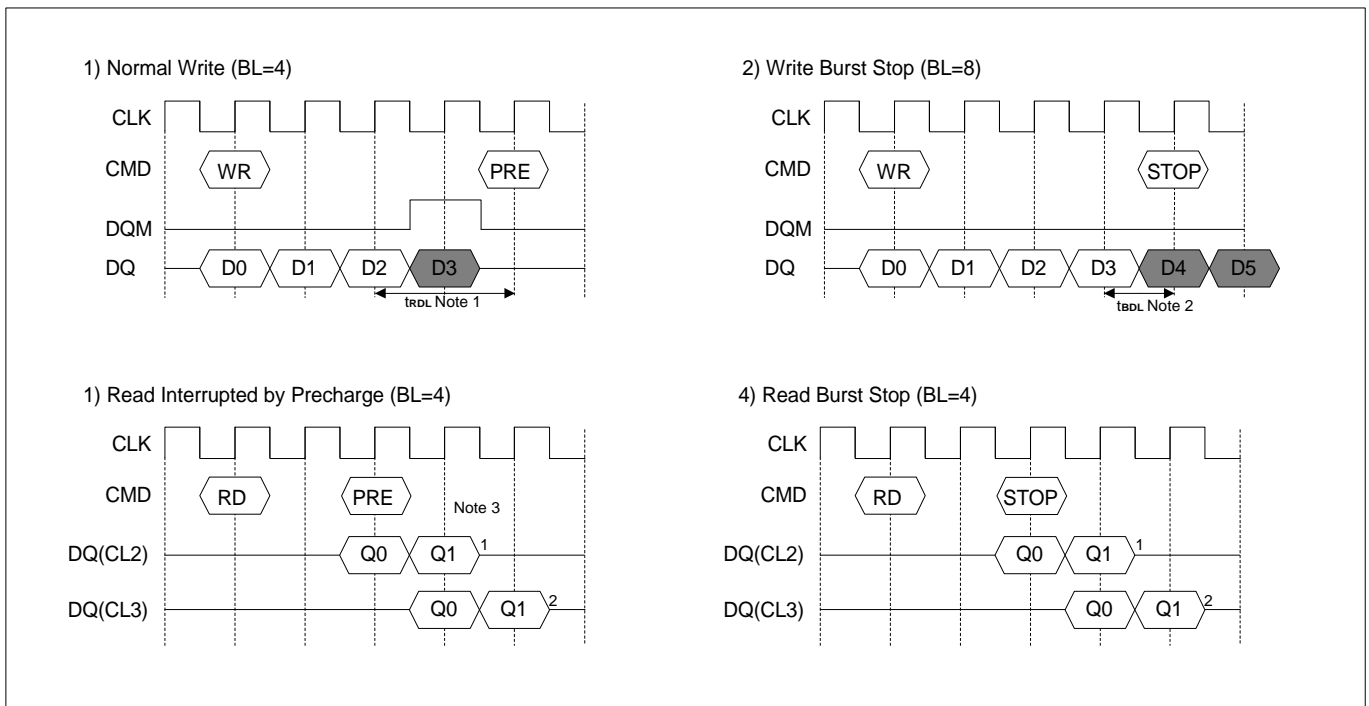 1) Normal Write (BL=4)
CLK
CMD WR PRE
DQM
DQ D0 D1 D2 D3
tRDL Note 1
2) Write Burst Stop (BL=8)
CLK
CMD WR STOP
DQM
DQ D0 D1 D2 D3 D4 D5
tBDL Note 2
1) Read Interrupted by Precharge (BL=4)
CLK
CMD RD PRE
Note 3
DQ(CL2) Q0 Q1 1
DQ(CL3) Q0 Q1 2
4) Read Burst Stop (BL=4)
CLK
CMD RD STOP
DQ(CL2) Q0 Q1 1
DQ(CL3) Q0 Q1 2